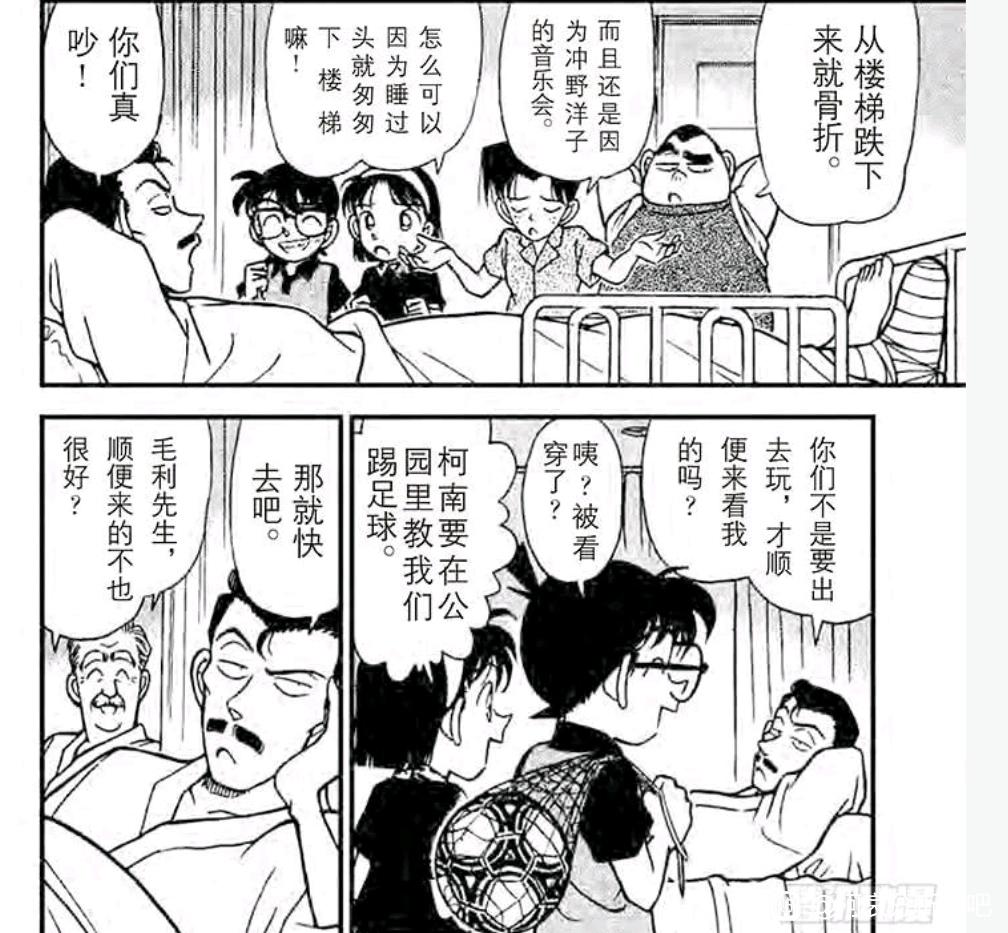 从楼梯跌下
来就骨折。
而且还是因
为冲野洋子
的音乐会。
怎么可以
因为睡过
头就匆匆
下楼梯
嘛！
你们真
吵！
你们不是要出
去玩，才顺
便来看我
的吗？
咦？被看
穿了？
柯南要在公
园里教我们
踢足球。
那就快
去吧。
毛利先生，
顺便来的不也
很好？